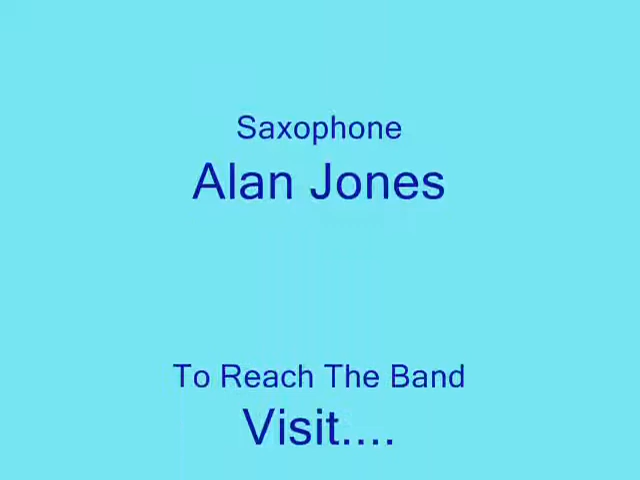 Saxophone
Alan Jones
To Reach The Band
Visit....